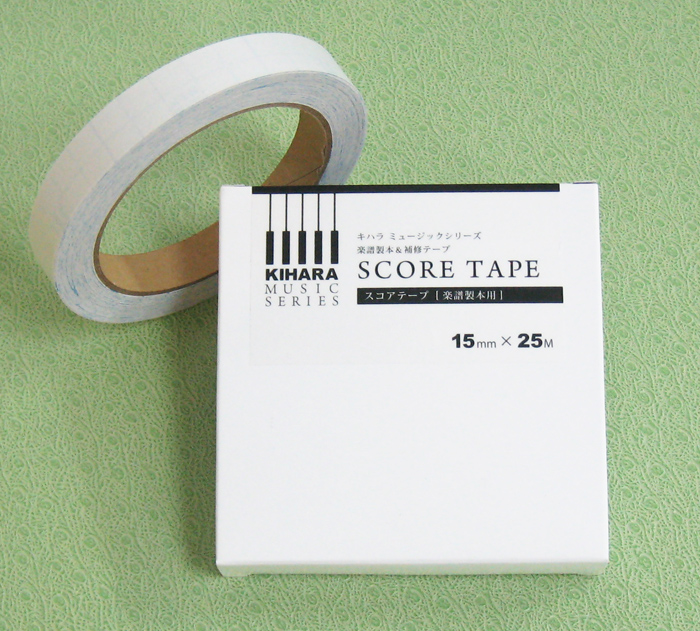 KIHARA
MUSIC
SERIES
キハラ ミュージックシリーズ
楽譜製本&補修テープ
SCORE TAPE
スコアテープ [楽譜製本用]
15mm × 25M